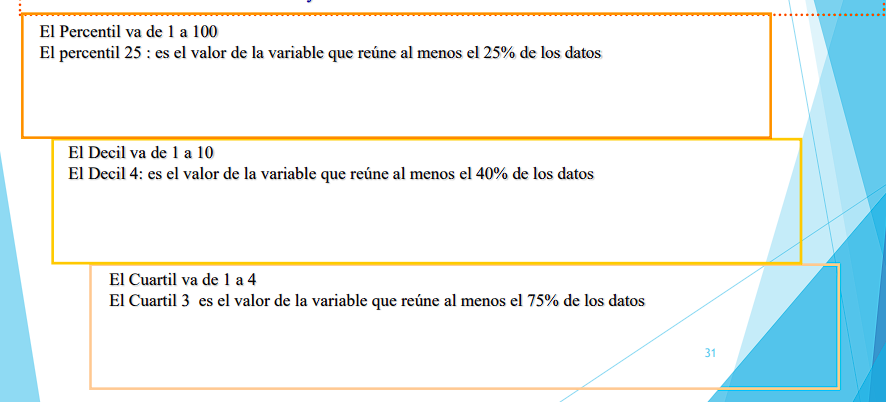 El Percentil va de 1 a 100
El percentil 25 : es el valor de la variable que reúne al menos el 25% de los datos
El Decil va de 1 a 10
El Decil 4: es el valor de la variable que reúne al menos el 40% de los datos
El Cuartil va de 1 a 4
El Cuartil 3 es el valor de la variable que reúne al menos el 75% de los datos
31